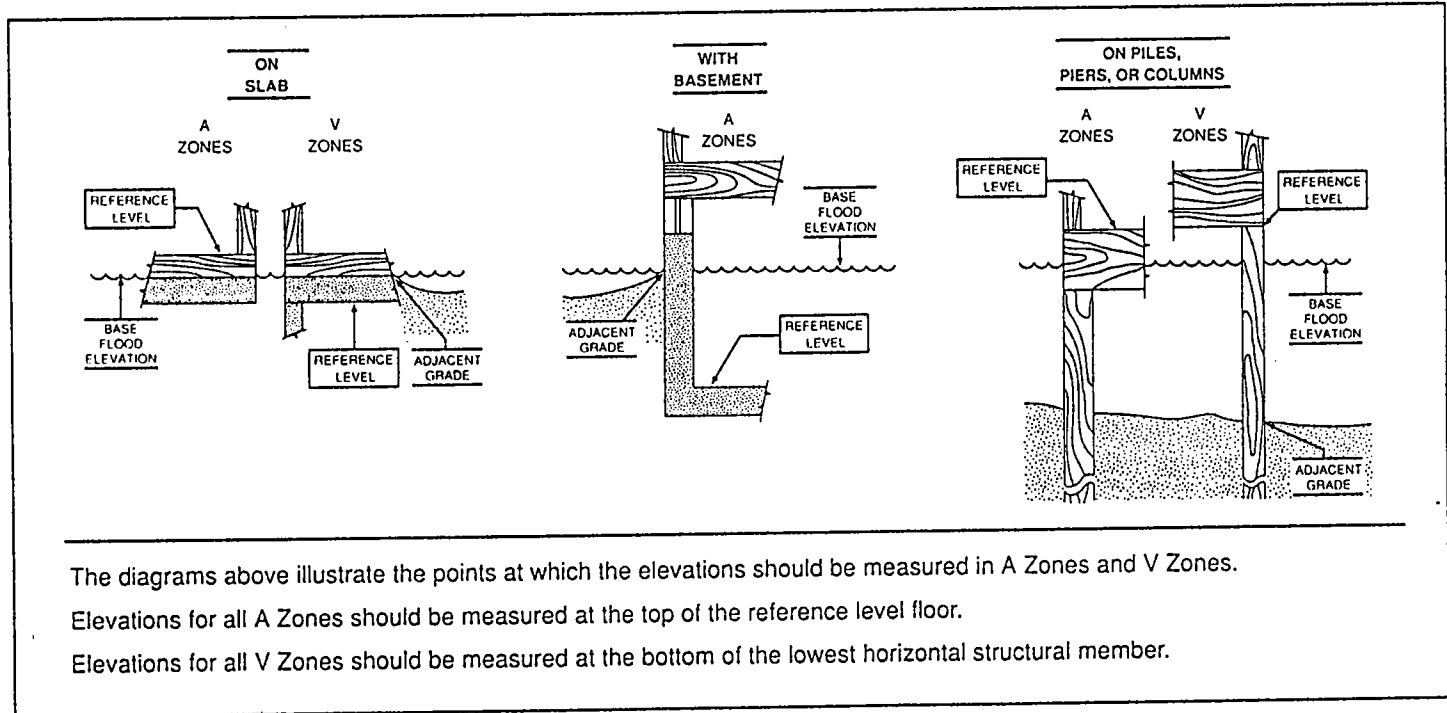 ON
SLAB
A
ZONES
V
ZONES
REFERENCE
LEVEL
BASE
FLOOD
ELEVATION
REFERENCE
LEVEL
ADJACENT
GRADE
WITH
BASEMENT
A
ZONES
BASE
FLOOD
ELEVATION
ADJACENT
GRADE
REFERENCE
LEVEL
ON PILES,
PIERS, OR COLUMNS
A
ZONES
V
ZONES
REFERENCE
LEVEL
REFERENCE
LEVEL
BASE
FLOOD
ELEVATION
ADJACENT
GRADE
The diagrams above illustrate the points at which the elevations should be measured in A Zones and V Zones.
Elevations for all A Zones should be measured at the top of the reference level floor.
Elevations for all V Zones should be measured at the bottom of the lowest horizontal structural member.